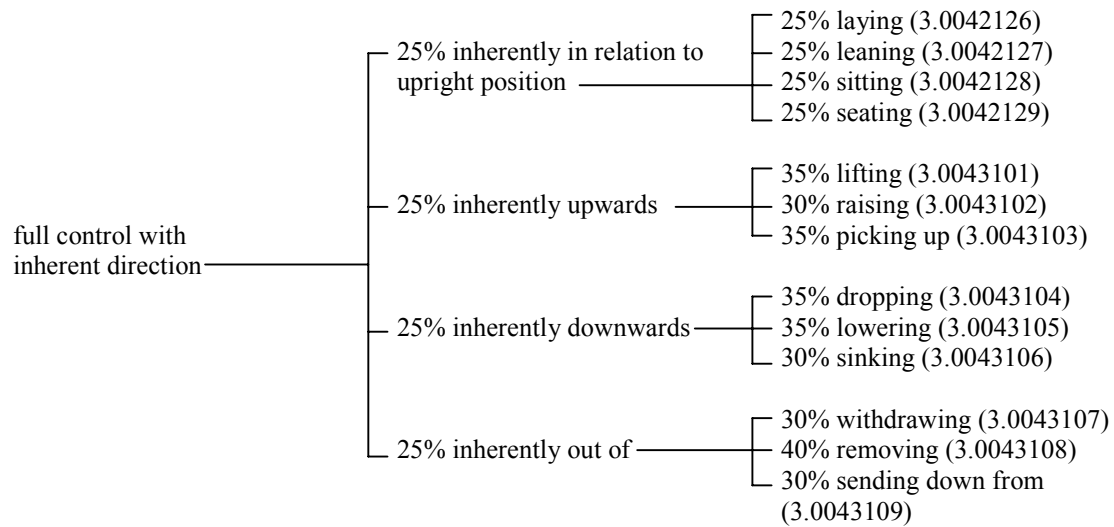 full control with
inherent direction
25% inherently in relation to
upright position
25% laying (3.0042126)
25% leaning (3.0042127)
25% sitting (3.0042128)
25% seating (3.0042129)
25% inherently upwards
35% lifting (3.0043101)
30% raising (3.0043102)
35% picking up (3.0043103)
25% inherently downwards
35% dropping (3.0043104)
35% lowering (3.0043105)
30% sinking (3.0043106)
25% inherently out of
30% withdrawing (3.0043107)
40% removing (3.0043108)
30% sending down from
(3.0043109)